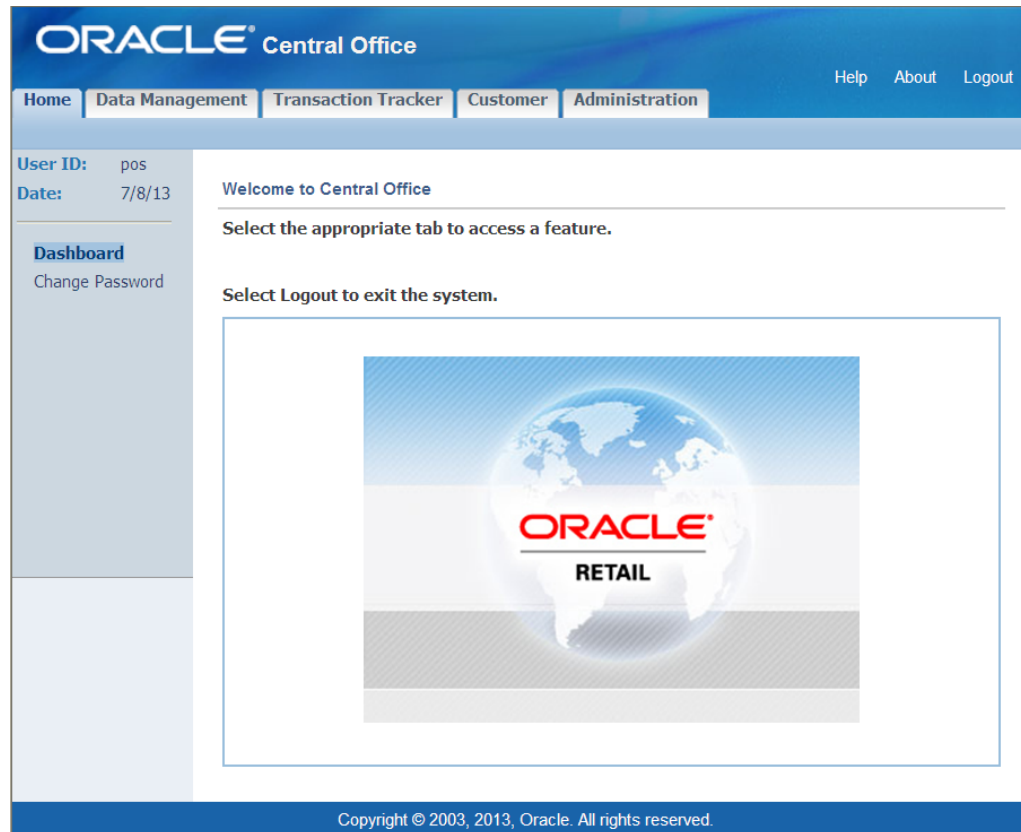 ORACLE® Central Office
Help About Logout
Home Data Management Transaction Tracker Customer Administration
User ID: pos
Date: 7/8/13
Dashboard
Change Password
Welcome to Central Office
Select the appropriate tab to access a feature.
Select Logout to exit the system.
ORACLE®
RETAIL
Copyright © 2003, 2013, Oracle. All rights reserved.